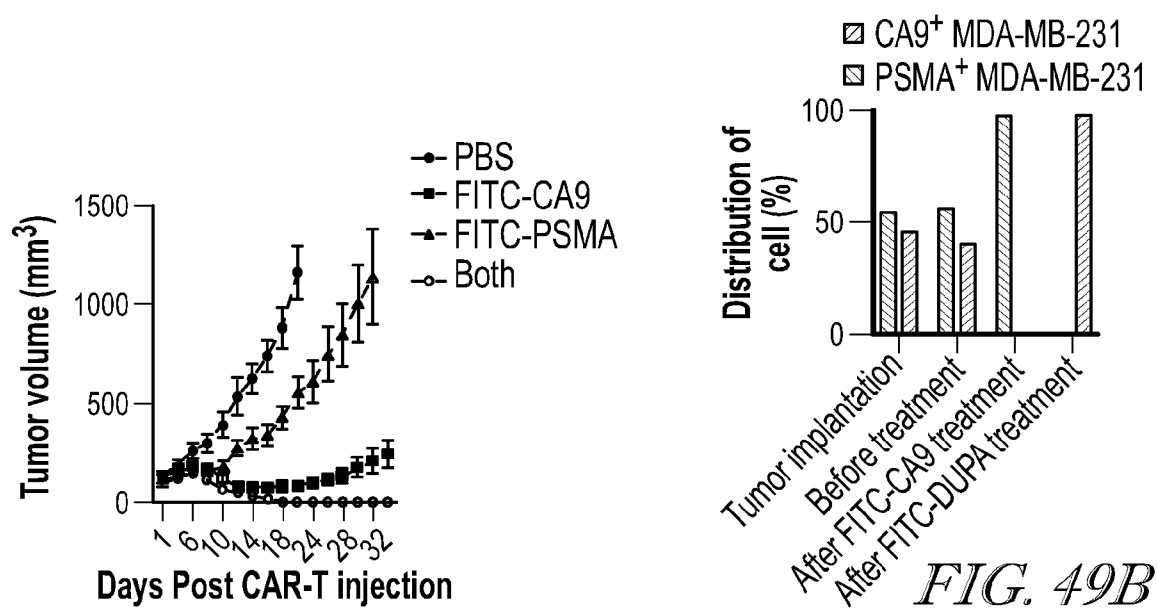 PBS
FITC-CA9
FITC-PSMA
Both
Tumor volume (mm³)
1500
1000
500
0
1
6
10
14
18
24
28
32
Days Post CAR-T injection
CA9⁺ MDA-MB-231
PSMA⁺ MDA-MB-231
Distribution of
cell (%)
100
50
0
Tumor implantation
Before treatment
After FITC-CA9 treatment
After FITC-DUPA treatment
FIG. 49B